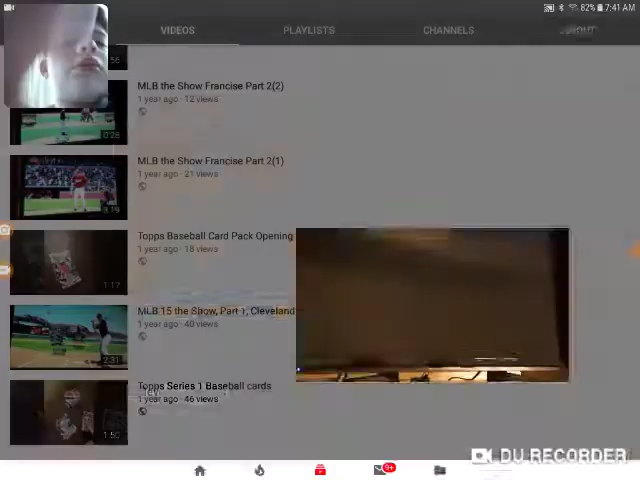 82% 7:41 AM
VIDEOS PLAYLISTS CHANNELS
56
MLB the Show Francise Part 2(2)
1 year ago · 12 views
0:28
MLB the Show Francise Part 2(1)
1 year ago · 21 views
3:19
Topps Baseball Card Pack Opening
1 year ago · 18 views
1:17
MLB 15 the Show, Part 1, Cleveland
1 year ago · 40 views
2:31
Topps Series 1 Baseball cards
1 year ago · 46 views
1:50
9+
DU RECORDER